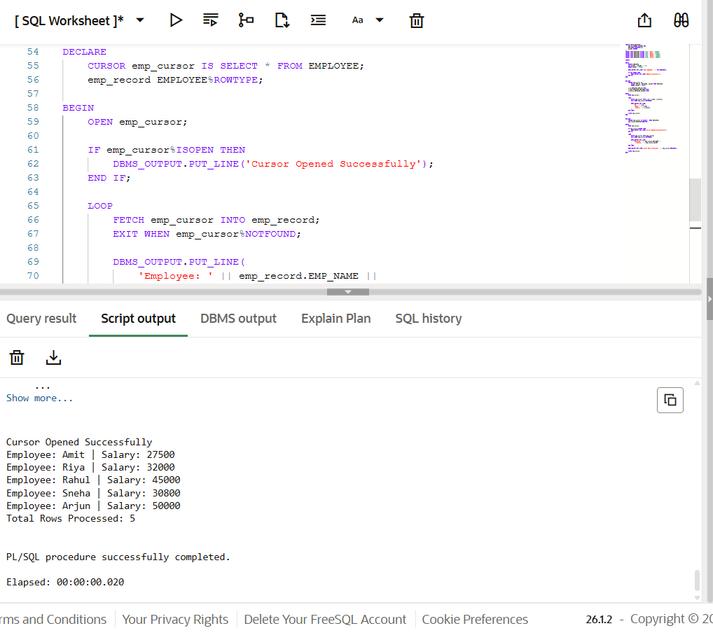 [ SQL Worksheet ]*
Aa
54 DECLARE
55 CURSOR emp_cursor IS SELECT * FROM EMPLOYEE;
56 emp_record EMPLOYEE%ROWTYPE;
57
58 BEGIN
59 OPEN emp_cursor;
60
61 IF emp_cursor%ISOPEN THEN
62 DBMS_OUTPUT.PUT_LINE('Cursor Opened Successfully');
63 END IF;
64
65 LOOP
66 FETCH emp_cursor INTO emp_record;
67 EXIT WHEN emp_cursor%NOTFOUND;
68
69 DBMS_OUTPUT.PUT_LINE(
70 'Employee: ' || emp_record.EMP_NAME ||
Query result Script output DBMS output Explain Plan SQL history
...
Show more...
Cursor Opened Successfully
Employee: Amit | Salary: 27500
Employee: Riya | Salary: 32000
Employee: Rahul | Salary: 45000
Employee: Sneha | Salary: 30800
Employee: Arjun | Salary: 50000
Total Rows Processed: 5
PL/SQL procedure successfully completed.
Elapsed: 00:00:00.020
rms and Conditions Your Privacy Rights Delete Your FreeSQL Account Cookie Preferences 26.1.2 - Copyright © 20